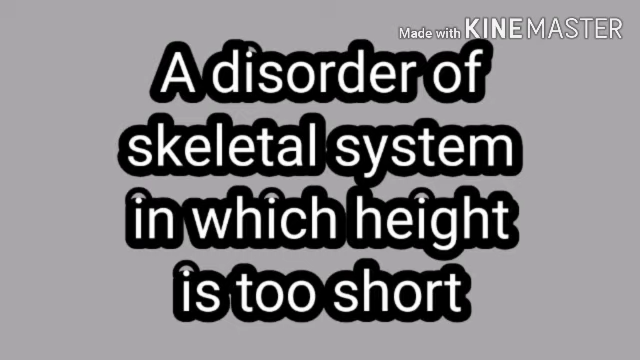 Made with KINEMASTER
A disorder of
skeletal system
in which height
is too short